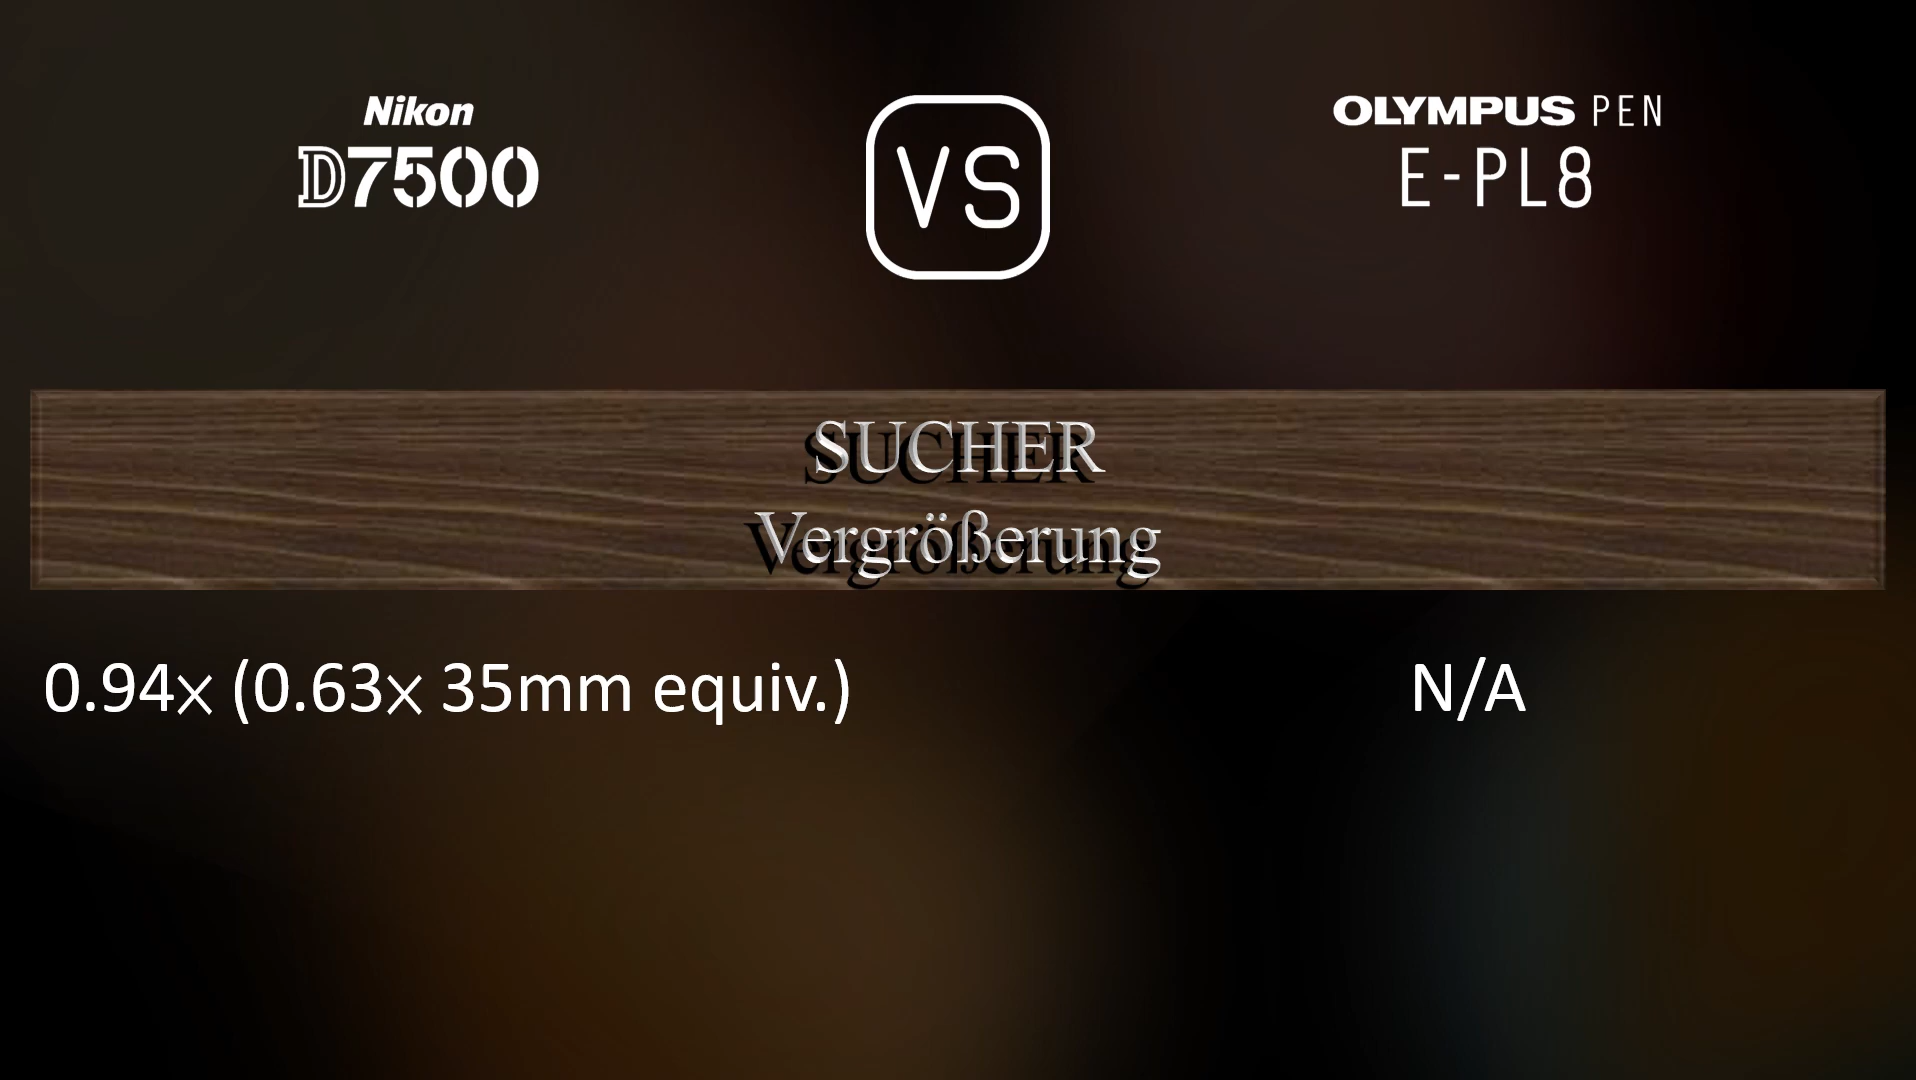 Nikon
D7500
VS
OLYMPUS PEN
E-PL8
SUCHER
Vergrößerung
0.94× (0.63× 35mm equiv.)
N/A